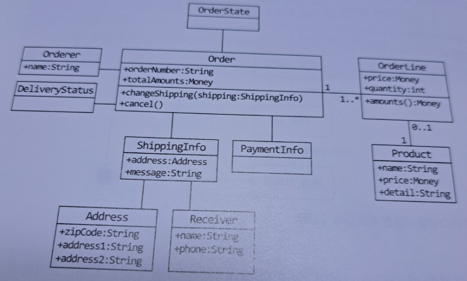 OrderState
Orderer
+name:String
DeliveryStatus
Order
+orderNumber:String
+totalAmounts:Money
+changeShipping(shipping:ShippingInfo)
+cancel()
1
1..*
OrderLine
+price:Money
+quantity:int
+amounts():Money
0..1
1
Product
+name:String
+price:Money
+detail:String
ShippingInfo
+address:Address
+message:String
PaymentInfo
Address
+zipCode:String
+address1:String
+address2:String
Receiver
+name:String
+phone:String